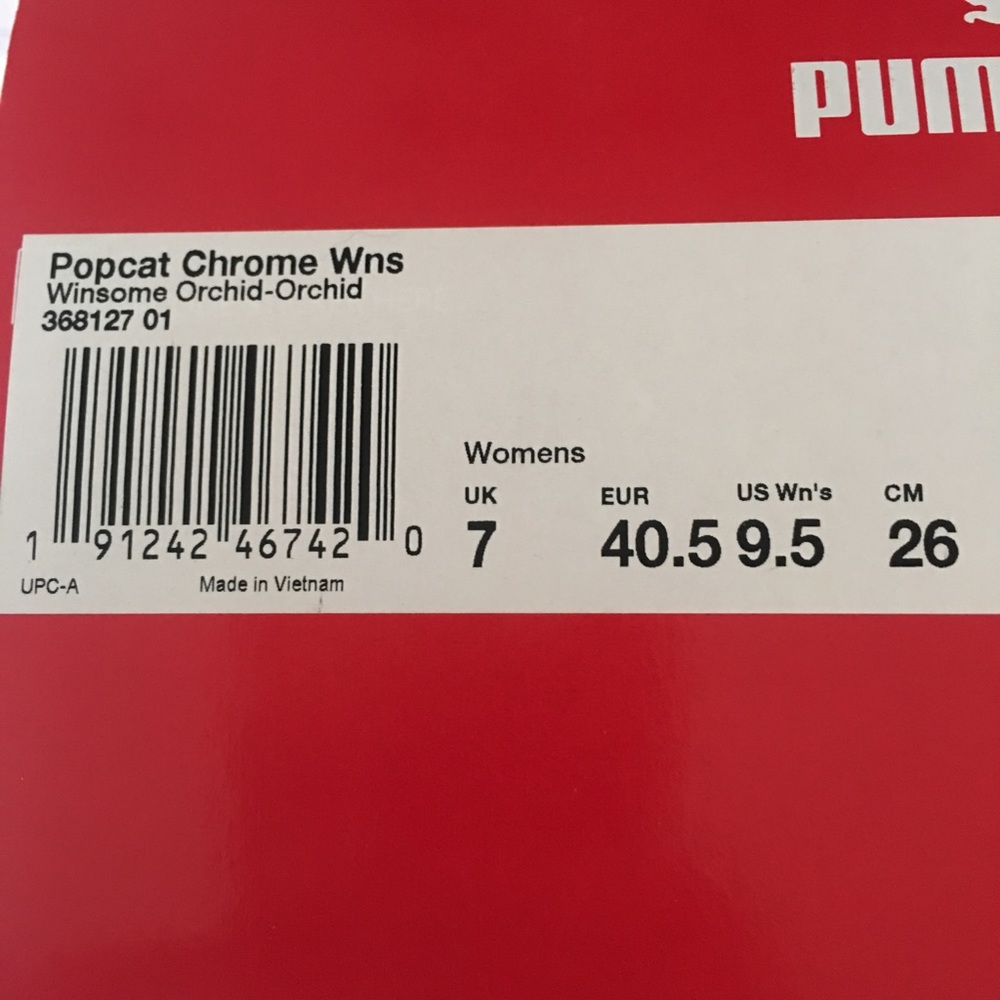 PUM
Popcat Chrome Wns
Winsome Orchid-Orchid
368127 01
1 91242 46742 0
UPC-A Made in Vietnam
Womens
UK EUR US Wn's CM
7 40.5 9.5 26